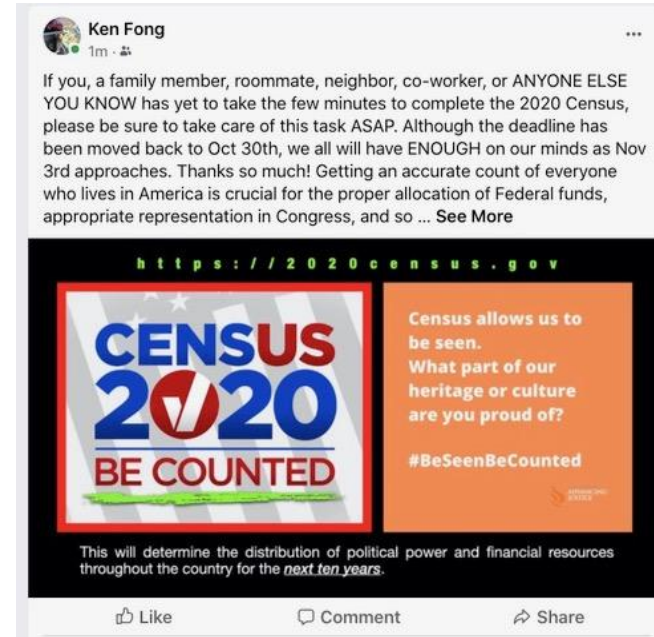 Ken Fong
1m ·
If you, a family member, roommate, neighbor, co-worker, or ANYONE ELSE
YOU KNOW has yet to take the few minutes to complete the 2020 Census,
please be sure to take care of this task ASAP. Although the deadline has
been moved back to Oct 30th, we all will have ENOUGH on our minds as Nov
3rd approaches. Thanks so much! Getting an accurate count of everyone
who lives in America is crucial for the proper allocation of Federal funds,
appropriate representation in Congress, and so ... See More
https://2020census.gov
CENSUS
2020
BE COUNTED
Census allows us to
be seen.
What part of our
heritage or culture
are you proud of?
#BeSeenBeCounted
ADVANCING
JUSTICE
This will determine the distribution of political power and financial resources
throughout the country for the next ten years.
Like
Comment
Share